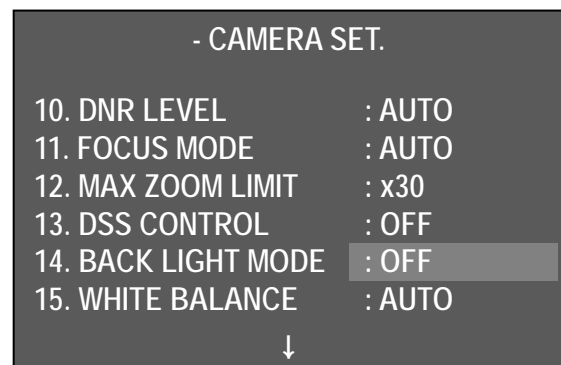 - CAMERA SET.
10. DNR LEVEL : AUTO
11. FOCUS MODE : AUTO
12. MAX ZOOM LIMIT : x30
13. DSS CONTROL : OFF
14. BACK LIGHT MODE : OFF
15. WHITE BALANCE : AUTO
↓